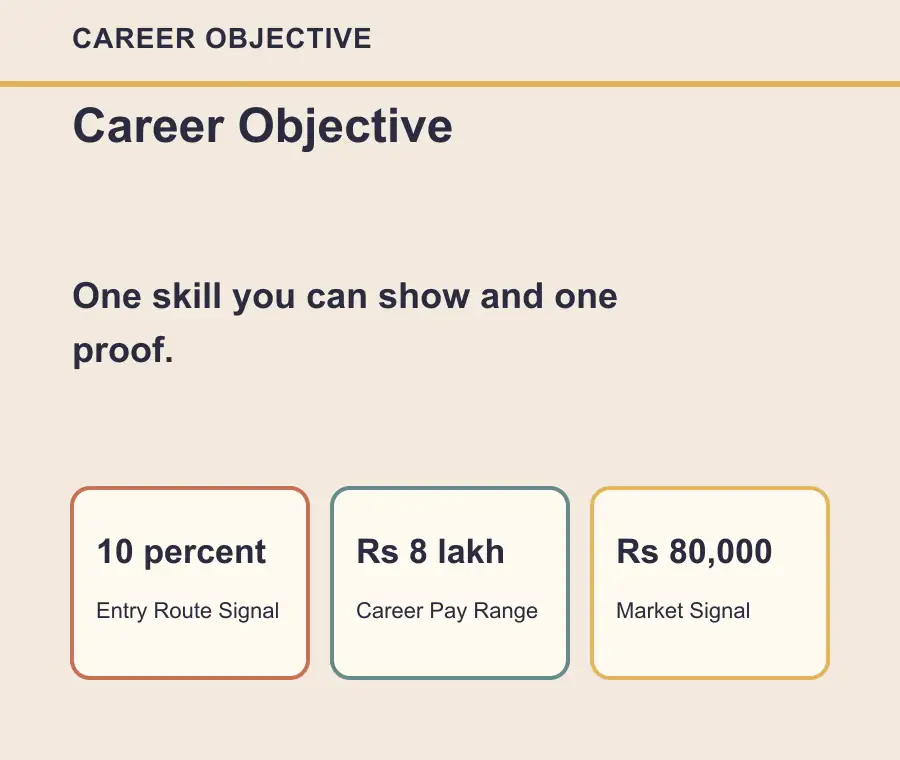 CAREER OBJECTIVE
Career Objective
One skill you can show and one
proof.
10 percent
Entry Route Signal
Rs 8 lakh
Career Pay Range
Rs 80,000
Market Signal